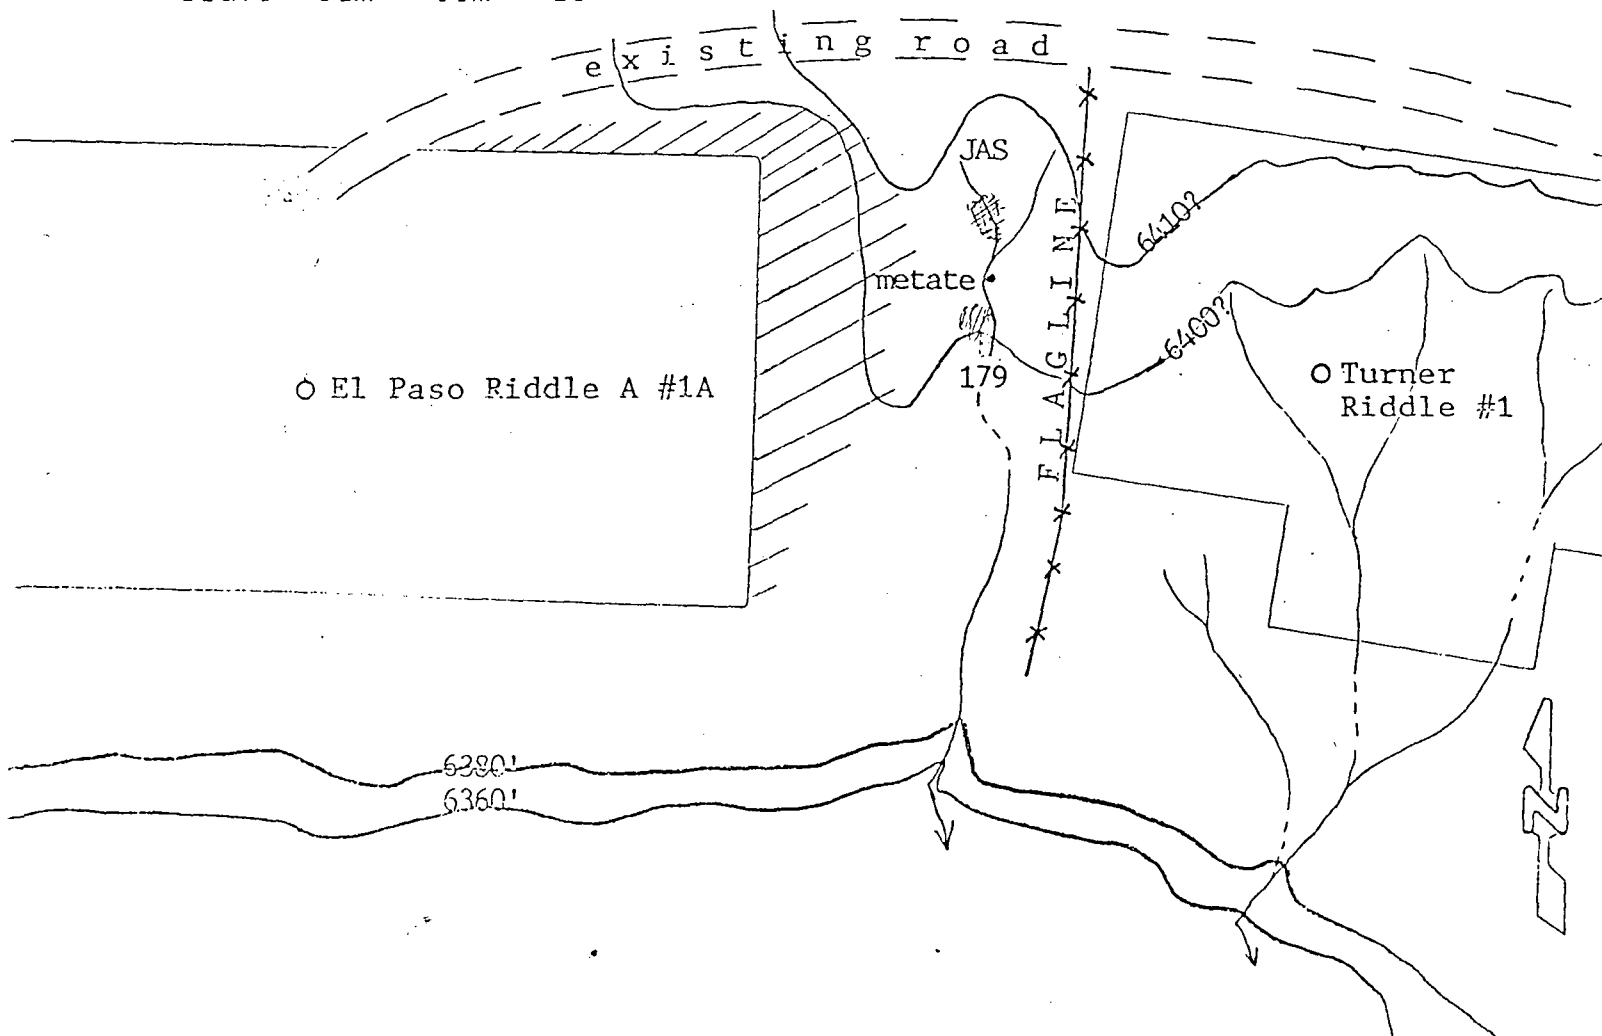 existing road
JAS
metate
179
FLAGLINE
6410?
6400?
El Paso Riddle A #1A
Turner
Riddle #1
6380'
6360'
N